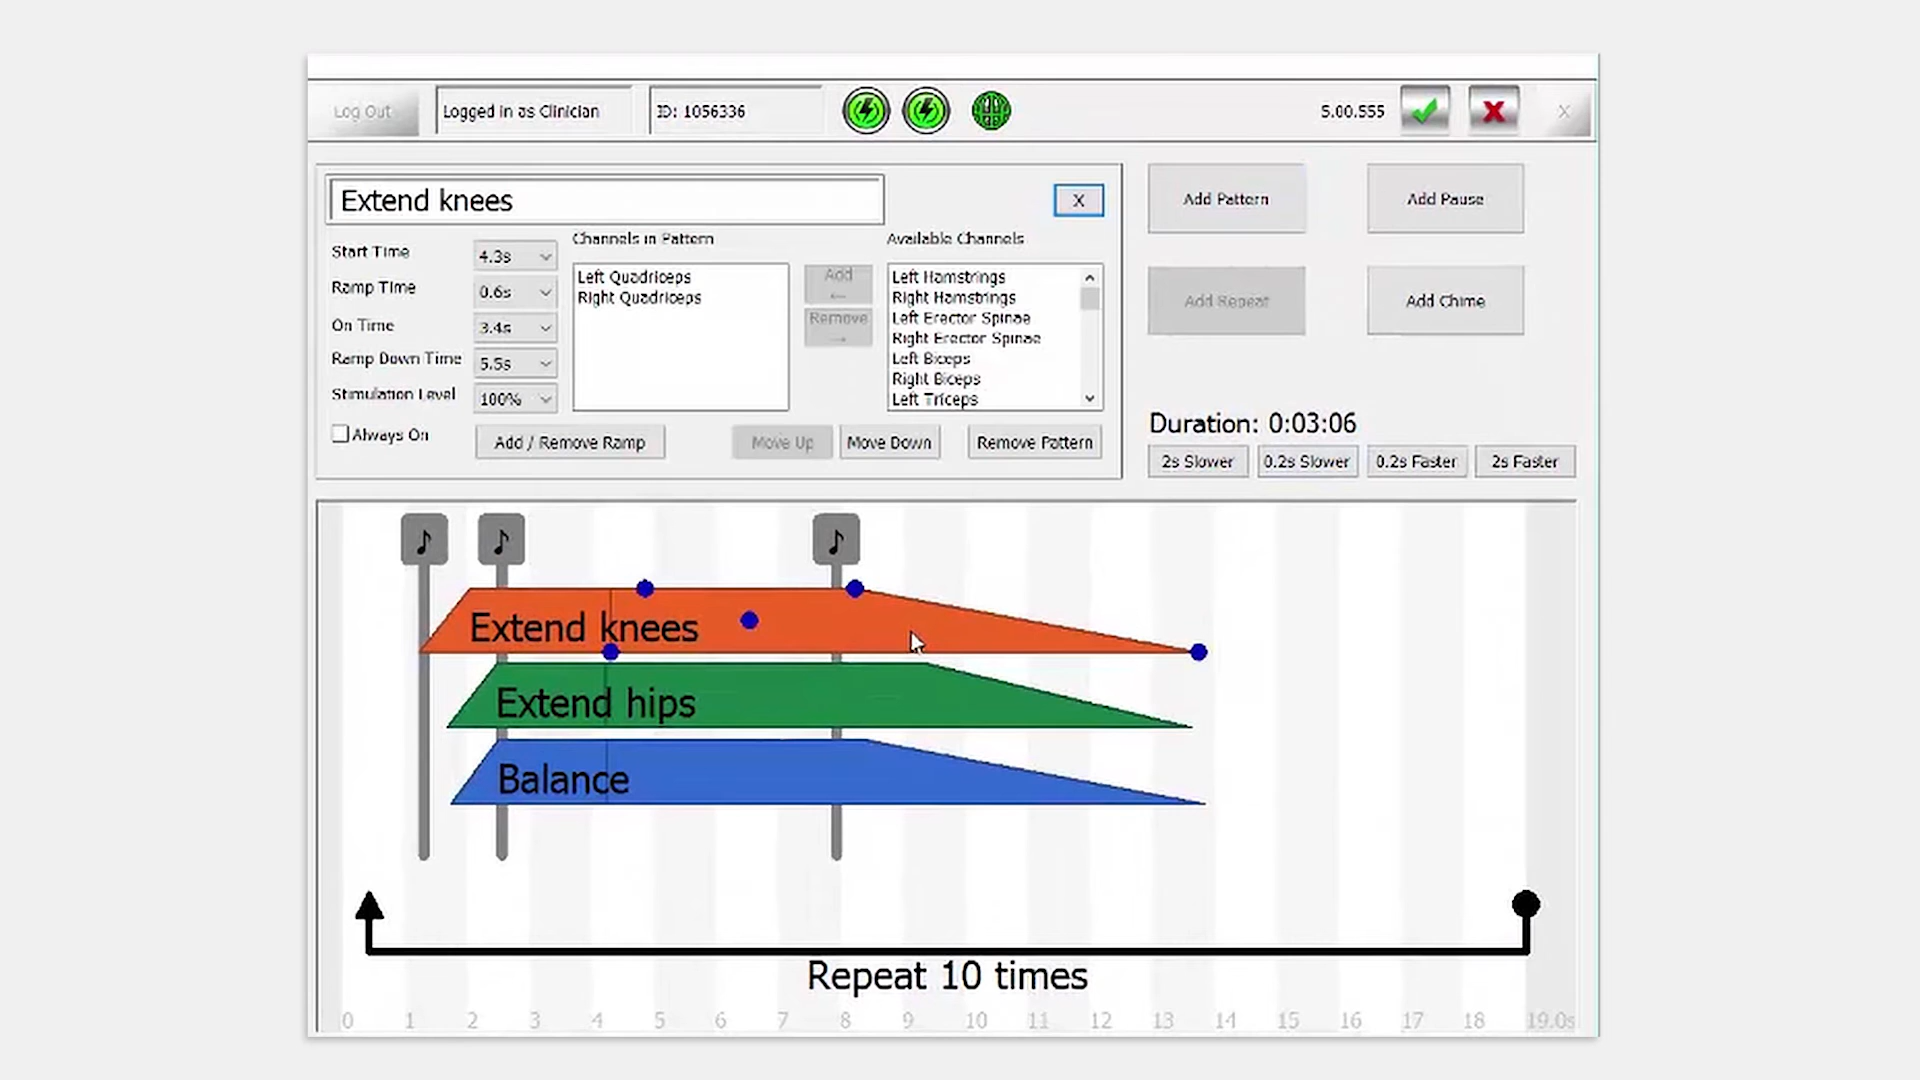 Log Out
Logged in as Clinician
ID: 1056336
5.00.555
X
Extend knees
X
Start Time
4.3s
Ramp Time
0.6s
On Time
3.4s
Ramp Down Time
5.5s
Stimulation Level
100%
Always On
Add / Remove Ramp
Channels in Pattern
Left Quadriceps
Right Quadriceps
Add
Remove
Available Channels
Left Hamstrings
Right Hamstrings
Left Erector Spinae
Right Erector Spinae
Left Biceps
Right Biceps
Left Triceps
Move Up
Move Down
Remove Pattern
Add Pattern
Add Pause
Add Repeat
Add Chime
Duration: 0:03:06
2s Slower
0.2s Slower
0.2s Faster
2s Faster
Extend knees
Extend hips
Balance
Repeat 10 times
0 1 2 3 4 5 6 7 8 9 10 11 12 13 14 15 16 17 18 19.0s